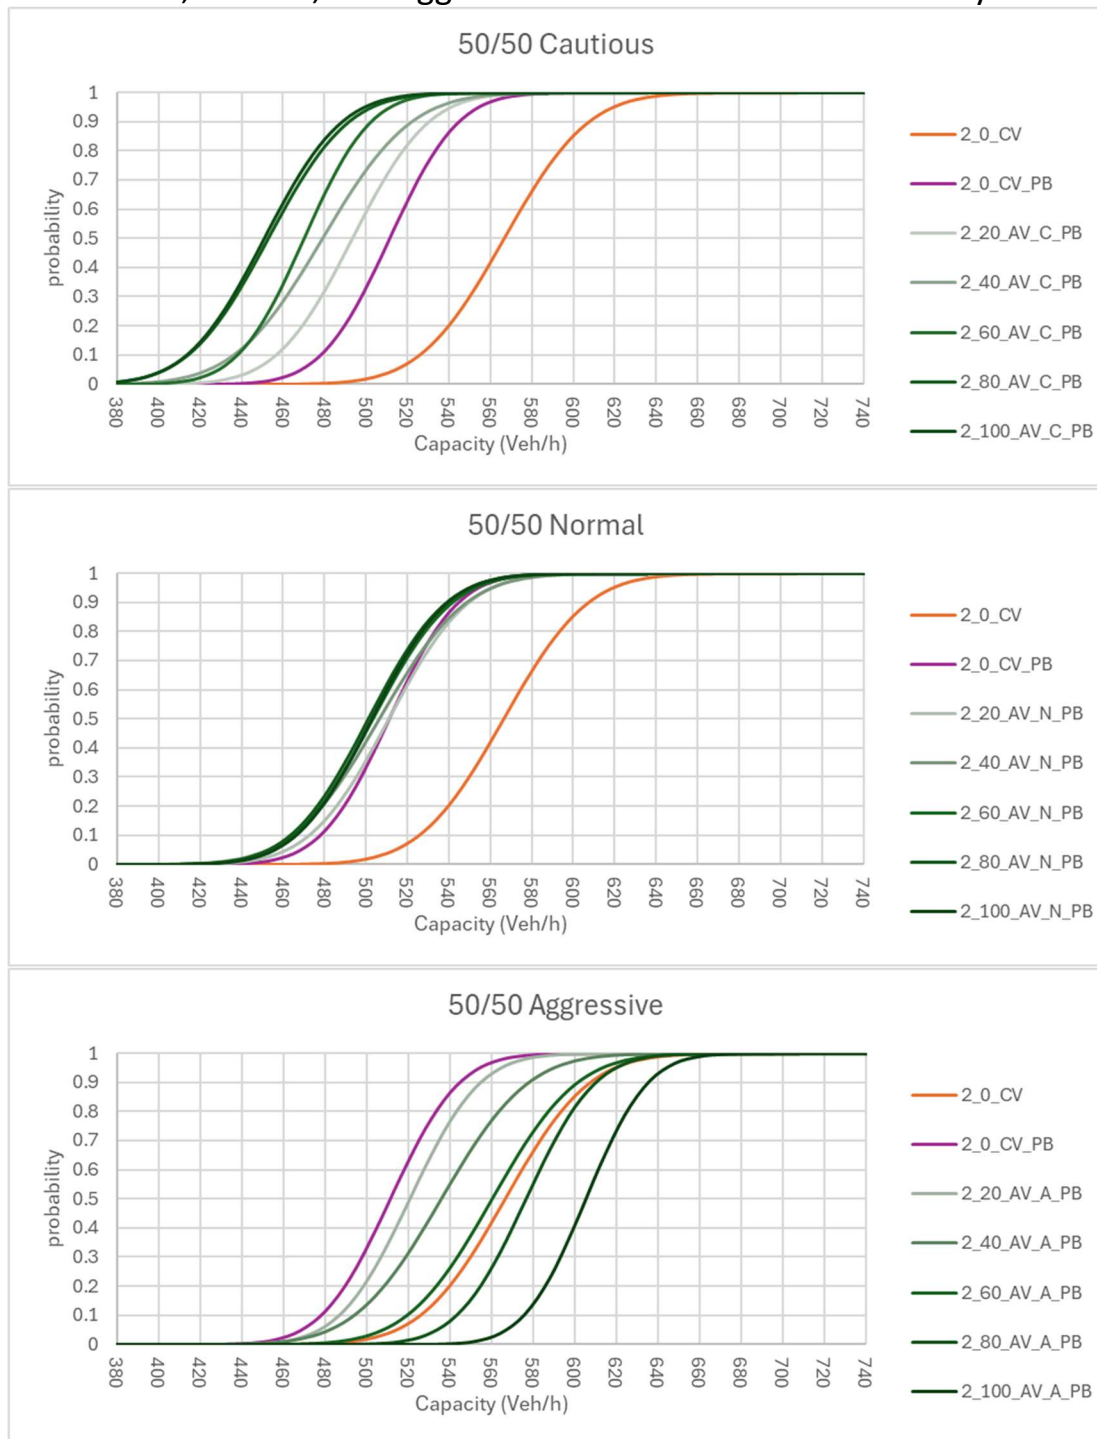 50/50 Cautious
1
0.9
0.8
0.7
0.6
0.5
0.4
0.3
0.2
0.1
0
probability
380 400 420 440 460 480 500 520 540 560 580 600 620 640 660 680 700 720 740
Capacity (Veh/h)
2_0_CV
2_0_CV_PB
2_20_AV_C_PB
2_40_AV_C_PB
2_60_AV_C_PB
2_80_AV_C_PB
2_100_AV_C_PB
50/50 Normal
1
0.9
0.8
0.7
0.6
0.5
0.4
0.3
0.2
0.1
0
probability
380 400 420 440 460 480 500 520 540 560 580 600 620 640 660 680 700 720 740
Capacity (Veh/h)
2_0_CV
2_0_CV_PB
2_20_AV_N_PB
2_40_AV_N_PB
2_60_AV_N_PB
2_80_AV_N_PB
2_100_AV_N_PB
50/50 Aggressive
1
0.9
0.8
0.7
0.6
0.5
0.4
0.3
0.2
0.1
0
probability
380 400 420 440 460 480 500 520 540 560 580 600 620 640 660 680 700 720 740
Capacity (Veh/h)
2_0_CV
2_0_CV_PB
2_20_AV_A_PB
2_40_AV_A_PB
2_60_AV_A_PB
2_80_AV_A_PB
2_100_AV_A_PB